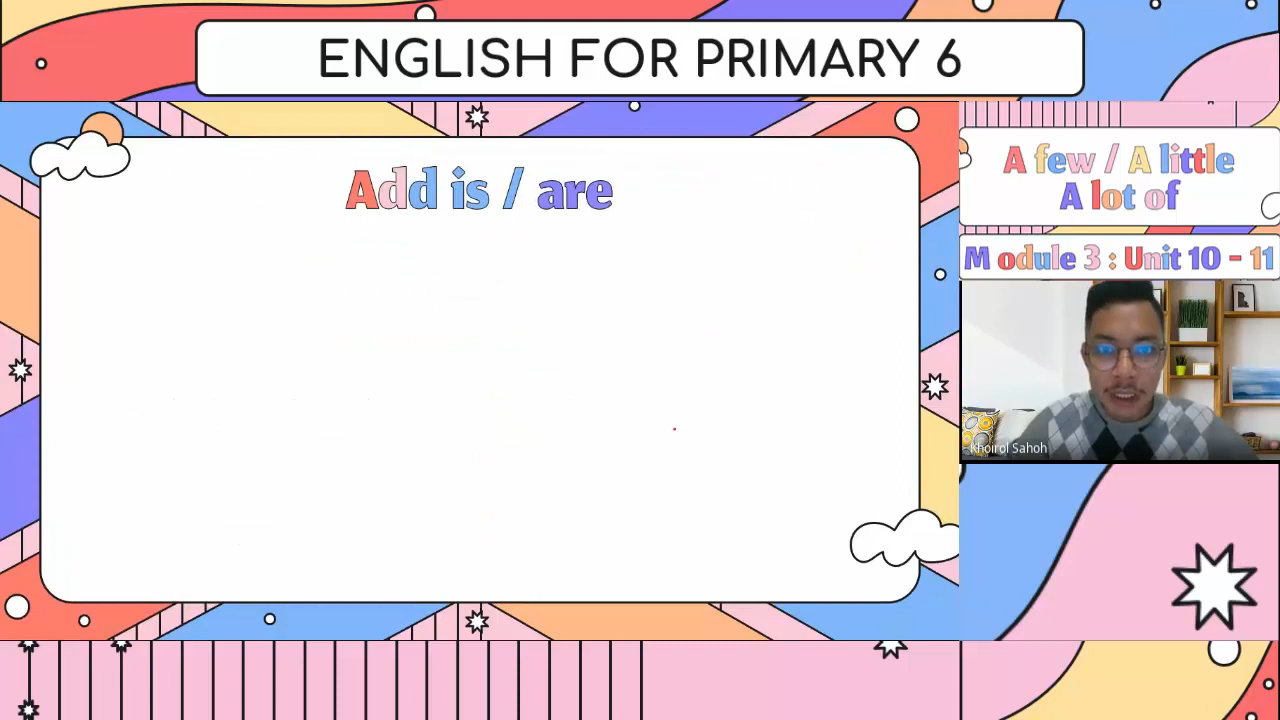 ENGLISH FOR PRIMARY 6
Add is / are
A few / A little
A lot of
Module 3 : Unit 10 - 11
Khoirol Sahoh